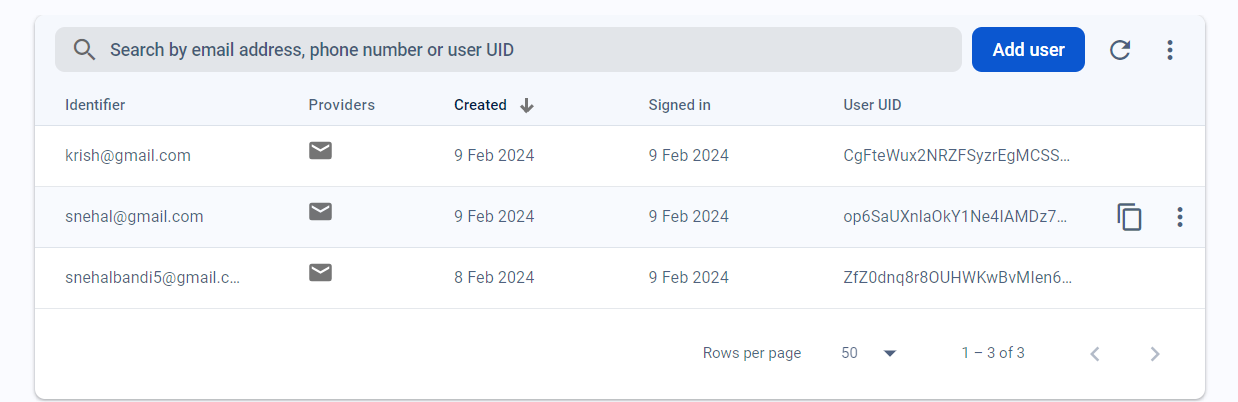 Search by email address, phone number or user UID Add user
Identifier Providers Created Signed in User UID
krish@gmail.com 9 Feb 2024 9 Feb 2024 CgFteWux2NRZFSyzrEgMCSS...
snehal@gmail.com 9 Feb 2024 9 Feb 2024 op6SaUXnlaOkY1Ne4IAMDz7...
snehalbandi5@gmail.c... 8 Feb 2024 9 Feb 2024 ZfZ0dnq8r8OUHWKwBvMIen6...
Rows per page 50 1 – 3 of 3